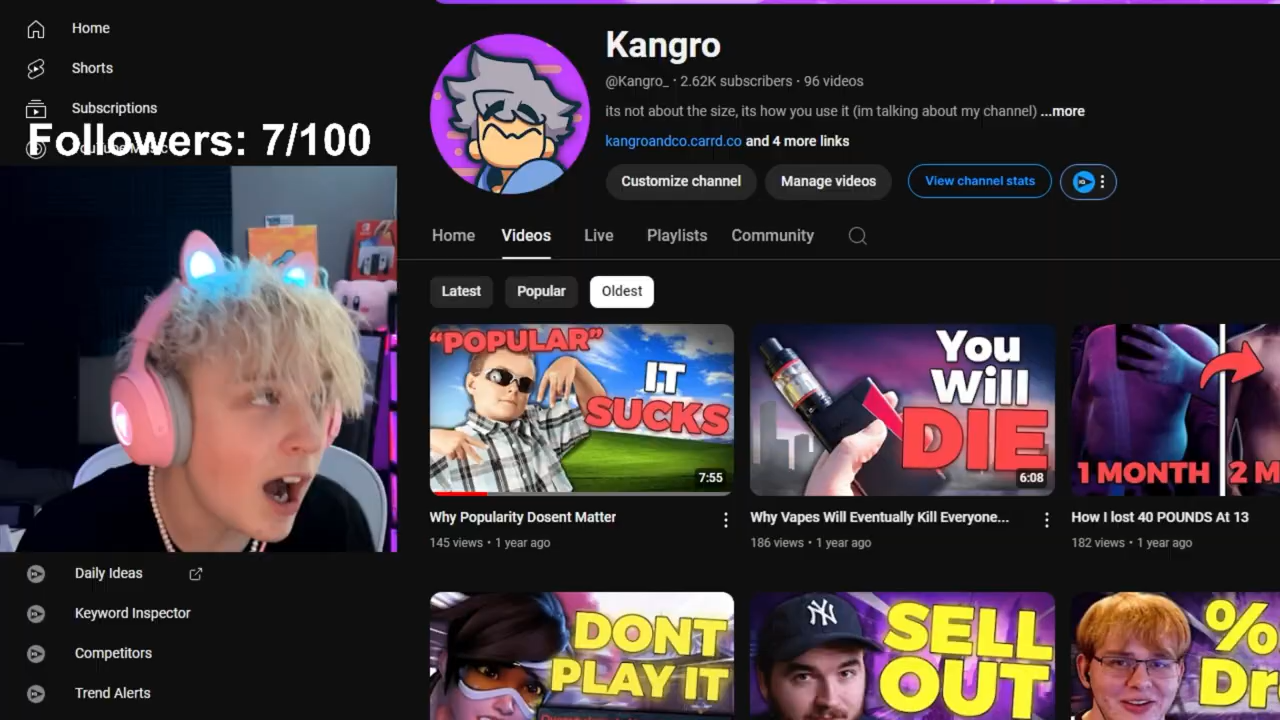 Home
Shorts
Subscriptions
Followers: 7/100
Daily Ideas
Keyword Inspector
Competitors
Trend Alerts
Kangro
@Kangro_ · 2.62K subscribers · 96 videos
its not about the size, its how you use it (im talking about my channel) ...more
kangroandco.carrd.co and 4 more links
Customize channel
Manage videos
View channel stats
Home
Videos
Live
Playlists
Community
Latest
Popular
Oldest
"POPULAR"
IT
SUCKS
7:55
Why Popularity Dosent Matter
145 views · 1 year ago
You
Will
DIE
6:08
Why Vapes Will Eventually Kill Everyone...
186 views · 1 year ago
1 MONTH
2 M
How I lost 40 POUNDS At 13
182 views · 1 year ago
DONT
PLAY IT
SELL
OUT
%
Dr